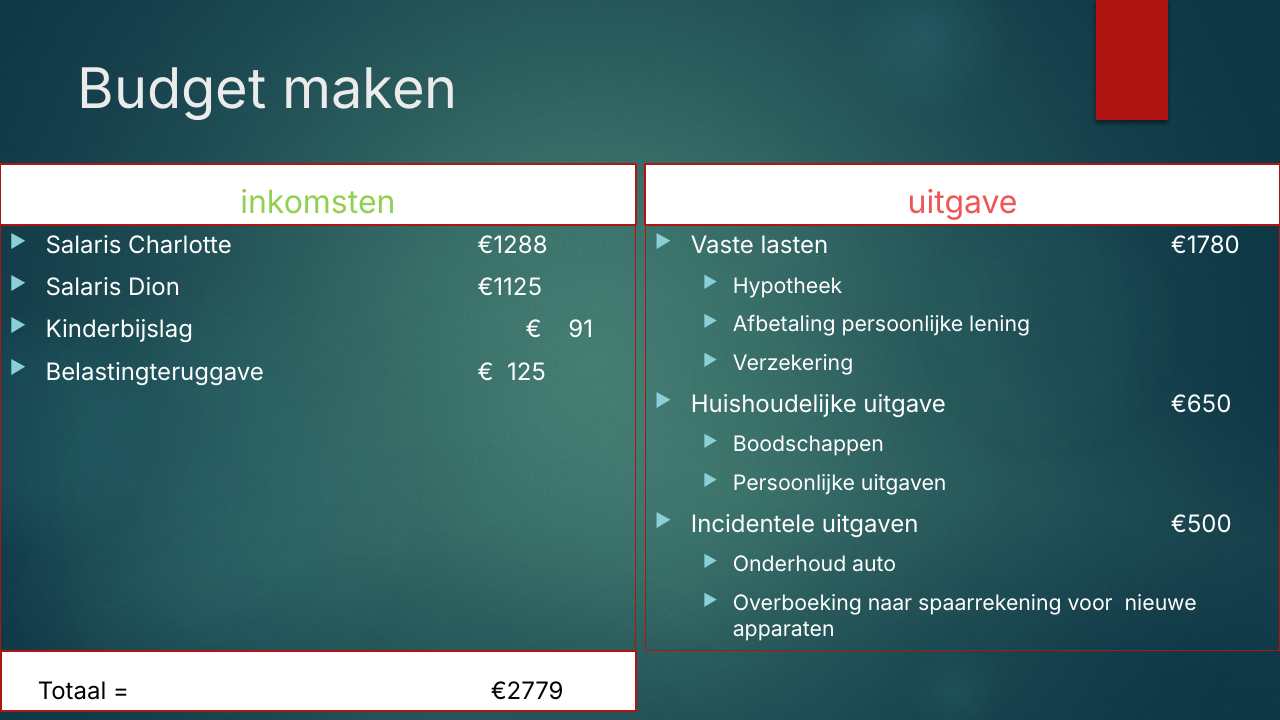 Budget maken
inkomsten
Salaris Charlotte €1288
Salaris Dion €1125
Kinderbijslag € 91
Belastingteruggave € 125
Totaal = €2779
uitgave
Vaste lasten €1780
Hypotheek
Afbetaling persoonlijke lening
Verzekering
Huishoudelijke uitgave €650
Boodschappen
Persoonlijke uitgaven
Incidentele uitgaven €500
Onderhoud auto
Overboeking naar spaarrekening voor nieuwe
apparaten